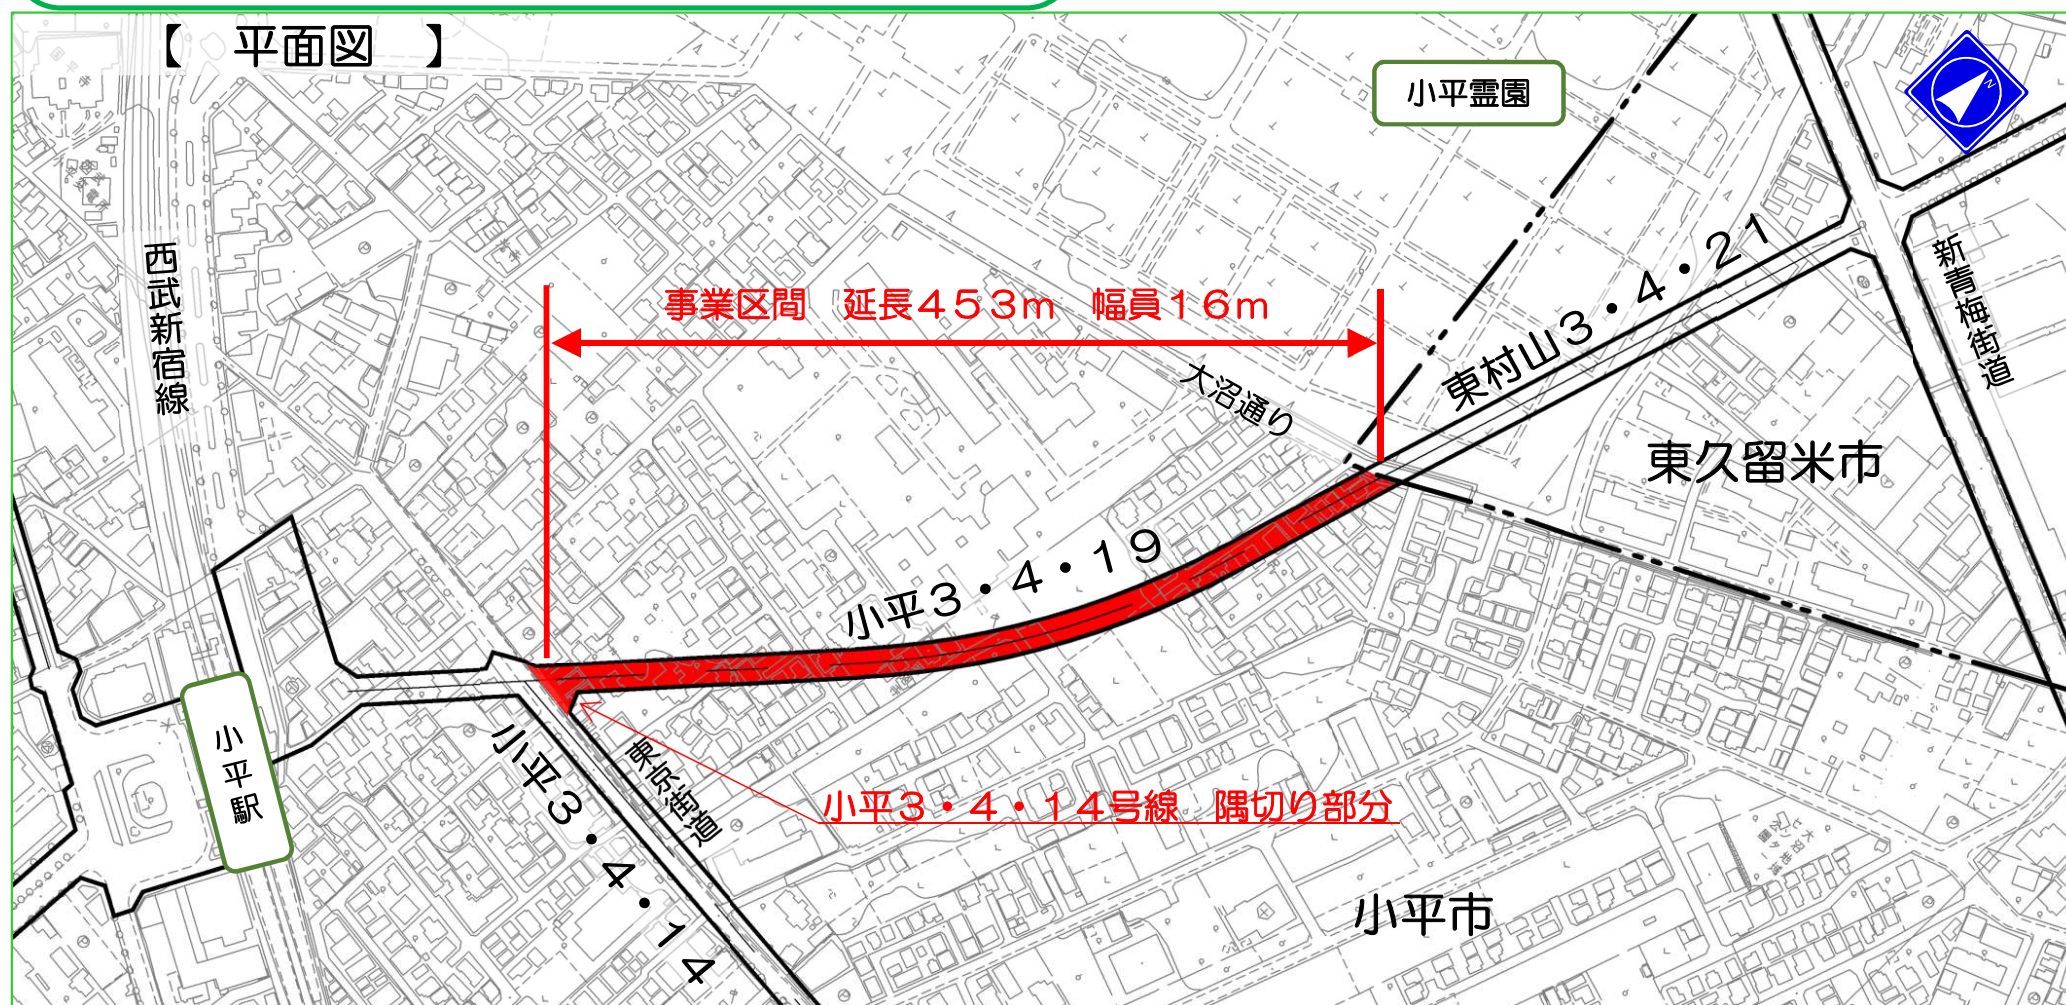 【　平面図　】
小平霊園
N
西武新宿線
事業区間　延長４５３ｍ　幅員１６ｍ
東村山３・４・２１
新青梅街道
大沼通り
東久留米市
小平３・４・１９
小平駅
小平３・４・１４
東京街道
小平３・４・１４号線　隅切り部分
小平市